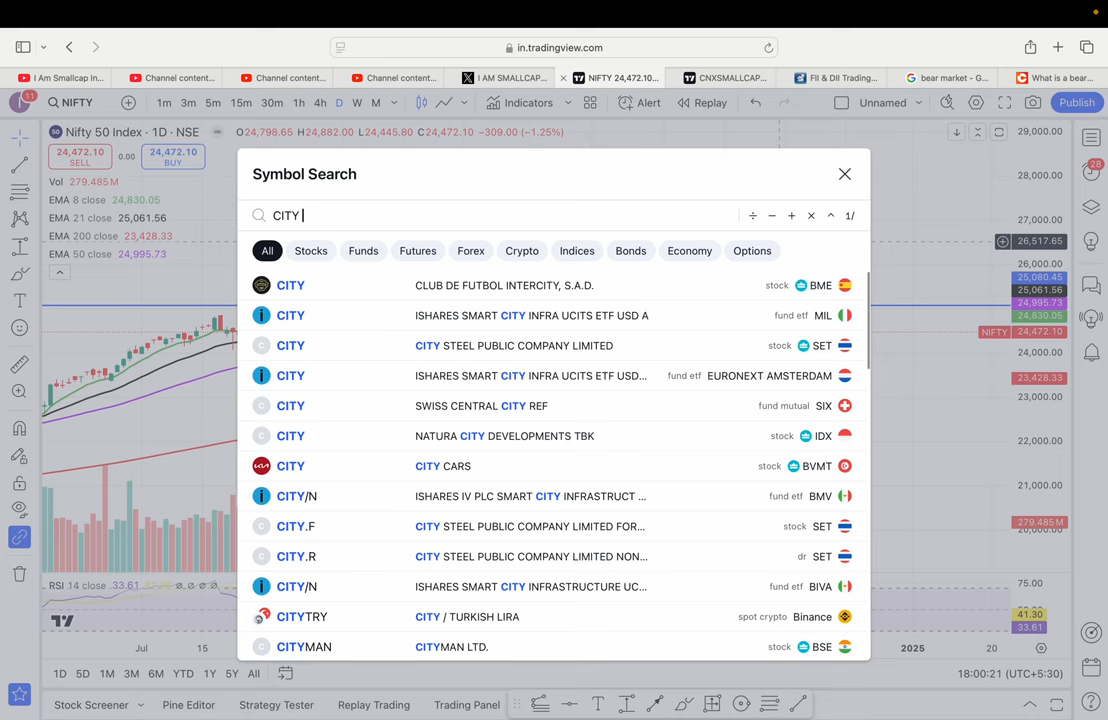 in.tradingview.com
I Am Smallcap In...
Channel content...
Channel content...
Channel content...
I AM SMALLCAP...
NIFTY 24,472.10...
CNXSMALLCAP...
FII & DII Trading...
bear market - G...
What is a bear...
11
NIFTY
1m 3m 5m 15m 30m 1h 4h D W M
Indicators
Alert
Replay
Unnamed
Publish
50 Nifty 50 Index · 1D · NSE
O24,798.65 H24,882.00 L24,445.80 C24,472.10 −309.00 (−1.25%)
24,472.10 SELL
0.00
24,472.10 BUY
Vol 279.485M
EMA 8 close 24,830.05
EMA 21 close 25,061.56
EMA 200 close 23,428.33
EMA 50 close 24,995.73
Symbol Search
CITY
1/
All Stocks Funds Futures Forex Crypto Indices Bonds Economy Options
CITY CLUB DE FUTBOL INTERCITY, S.A.D. stock BME
CITY ISHARES SMART CITY INFRA UCITS ETF USD A fund etf MIL
CITY CITY STEEL PUBLIC COMPANY LIMITED stock SET
CITY ISHARES SMART CITY INFRA UCITS ETF USD... fund etf EURONEXT AMSTERDAM
CITY SWISS CENTRAL CITY REF fund mutual SIX
CITY NATURA CITY DEVELOPMENTS TBK stock IDX
CITY CITY CARS stock BVMT
CITY/N ISHARES IV PLC SMART CITY INFRASTRUCT ... fund etf BMV
CITY.F CITY STEEL PUBLIC COMPANY LIMITED FOR... stock SET
CITY.R CITY STEEL PUBLIC COMPANY LIMITED NON... dr SET
CITY/N ISHARES SMART CITY INFRASTRUCTURE UC... fund etf BIVA
CITYTRY CITY / TURKISH LIRA spot crypto Binance
CITYMAN CITYMAN LTD. stock BSE
29,000.00
28,000.00
27,000.00
26,517.65
26,000.00
25,080.45
25,061.56
24,995.73
24,830.05
NIFTY 24,472.10
24,000.00
23,428.33
23,000.00
22,000.00
21,000.00
279.485M
20,000.00
28
RSI 14 close 33.61
75.00
41.30
33.61
Jul 15 2025 20
1D 5D 1M 3M 6M YTD 1Y 5Y All
18:00:21 (UTC+5:30)
Stock Screener
Pine Editor
Strategy Tester
Replay Trading
Trading Panel